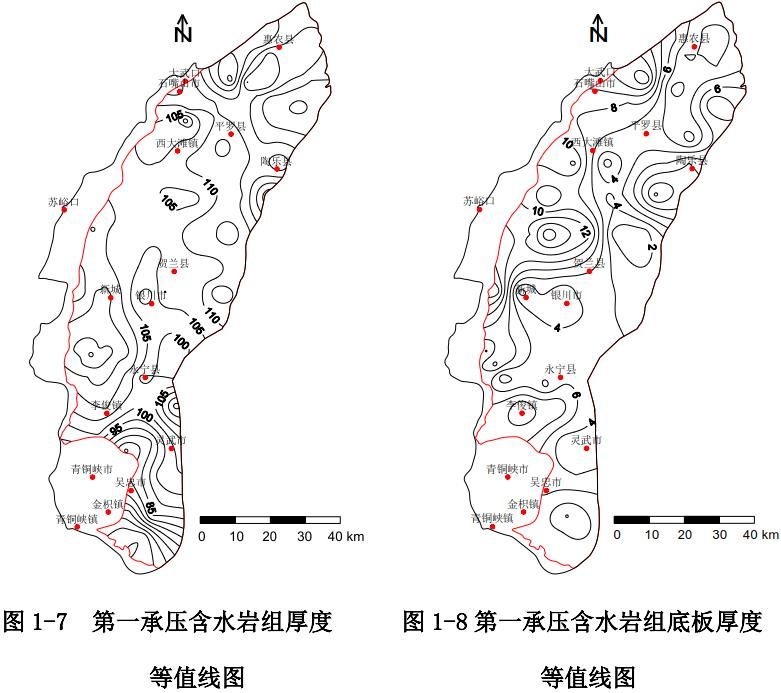 N
惠农县
大武口
石嘴山市
105
平罗县
西大滩镇
陶乐县
110
105
苏峪口
贺兰县
新城
银川市
110
105
105
100
永宁县
105
李俊镇
100
95
灵武市
青铜峡市
吴忠市
85
金积镇
青铜峡镇
0 10 20 30 40 km
N
惠农县
8
大武口
石嘴山市
6
8
平罗县
10
西大滩镇
陶乐县
4
苏峪口
4
10
12
2
贺兰县
新城
银川市
4
永宁县
6
李俊镇
4
灵武市
青铜峡市
吴忠市
金积镇
青铜峡镇
0 10 20 30 40 km
图 1-7 第一承压含水岩组厚度
等值线图
图 1-8 第一承压含水岩组底板厚度
等值线图